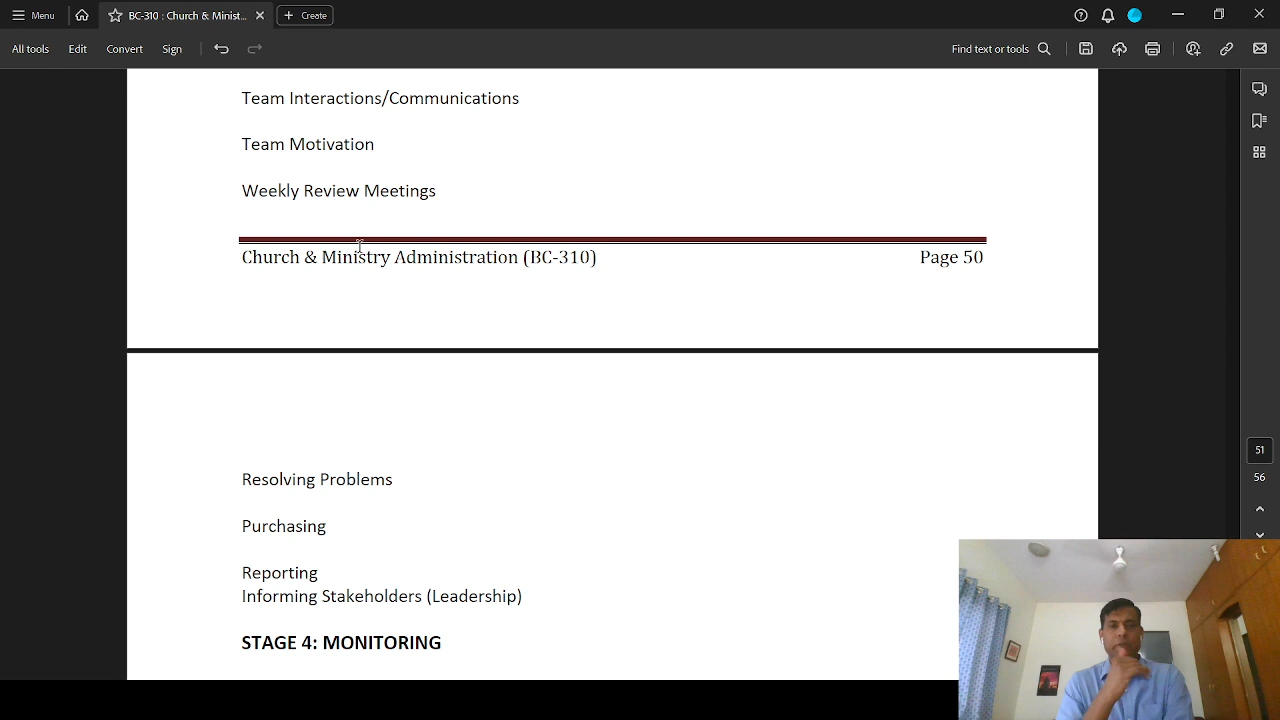 Menu
BC-310 : Church & Minist...
Create
All tools
Edit
Convert
Sign
Find text or tools
Team Interactions/Communications
Team Motivation
Weekly Review Meetings
Church & Ministry Administration (BC-310)
Page 50
Resolving Problems
Purchasing
Reporting
Informing Stakeholders (Leadership)
STAGE 4: MONITORING
51
56